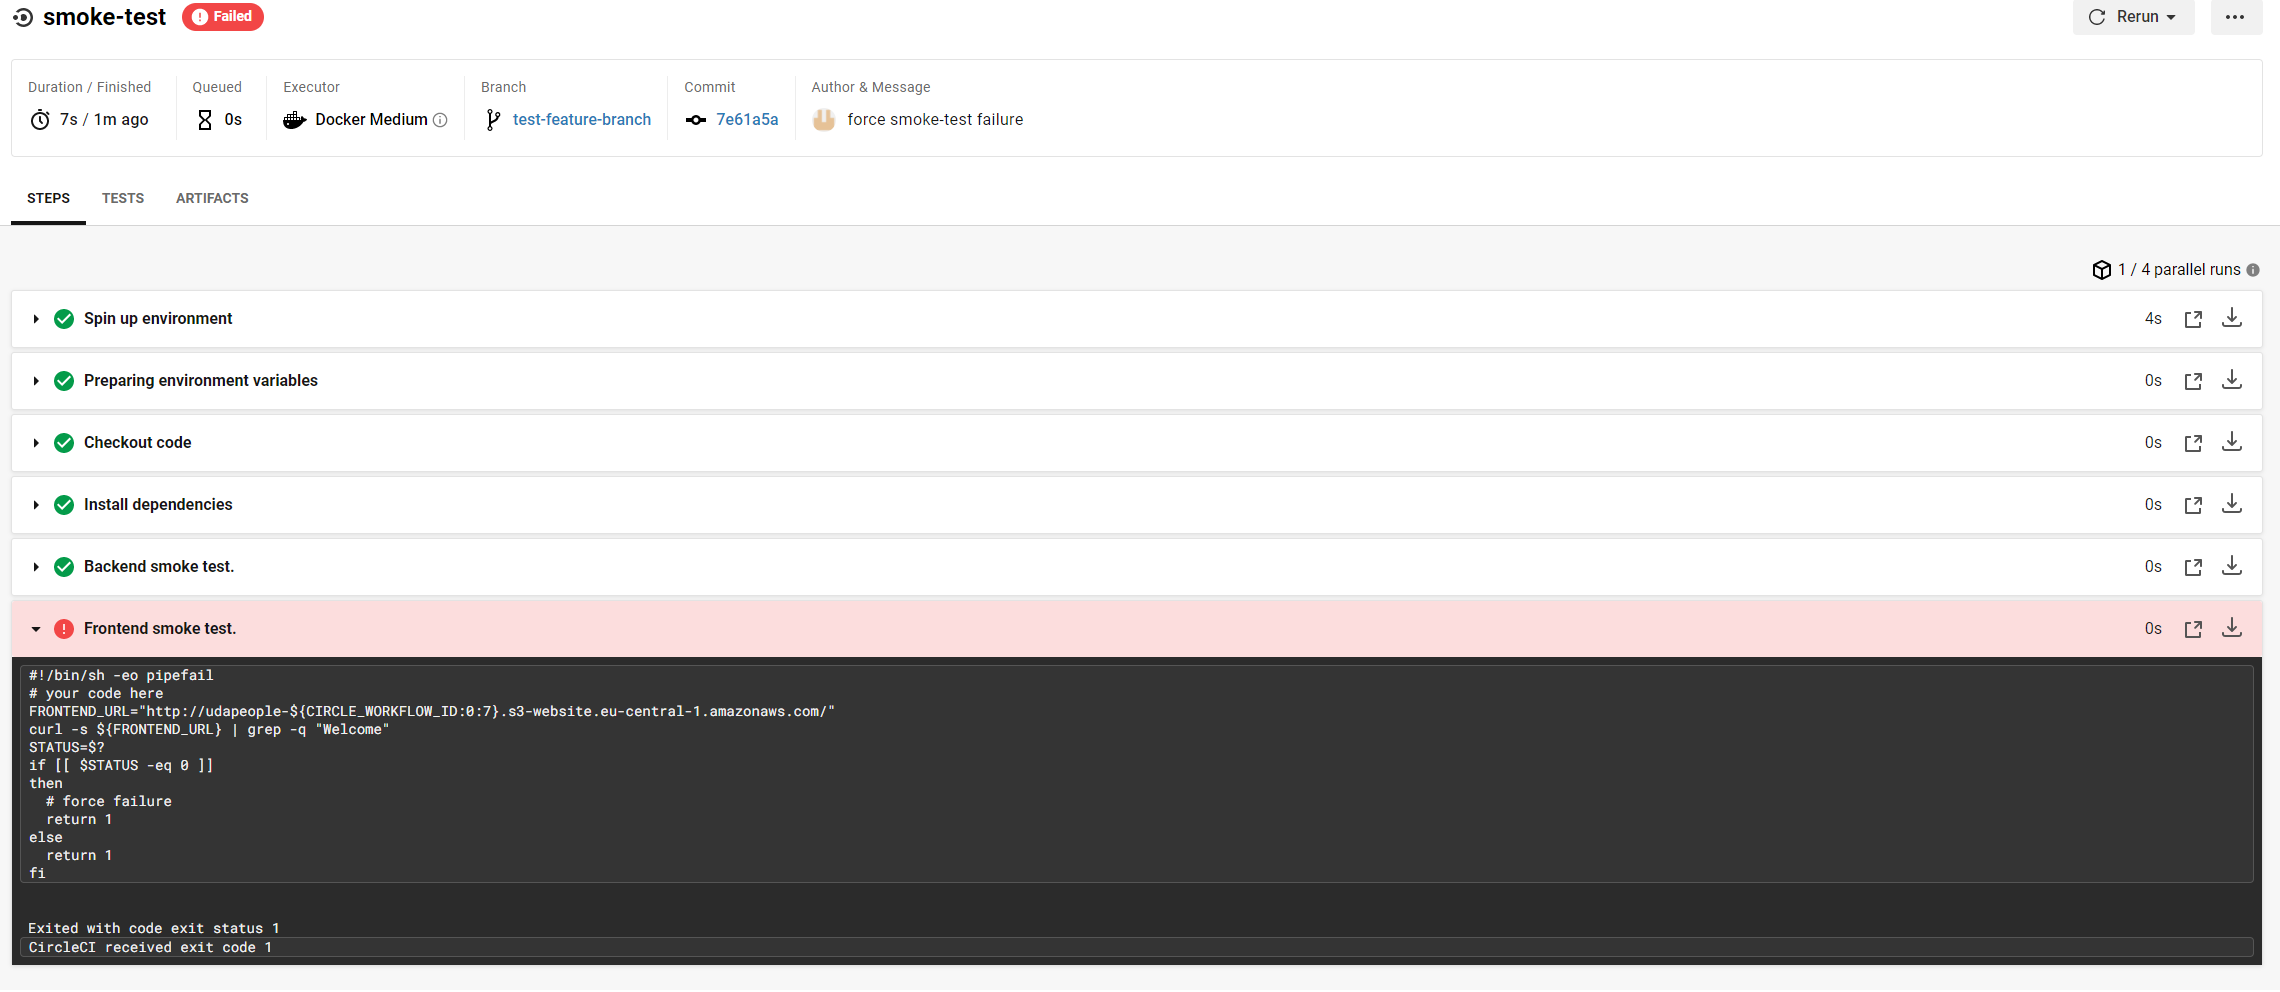 smoke-test Failed Rerun
Duration / Finished Queued Executor Branch Commit Author & Message
7s / 1m ago 0s Docker Medium test-feature-branch 7e61a5a force smoke-test failure
STEPS TESTS ARTIFACTS
1 / 4 parallel runs
Spin up environment 4s
Preparing environment variables 0s
Checkout code 0s
Install dependencies 0s
Backend smoke test. 0s
Frontend smoke test. 0s
#!/bin/sh -eo pipefail
# your code here
FRONTEND_URL="http://udapeople-${CIRCLE_WORKFLOW_ID:0:7}.s3-website.eu-central-1.amazonaws.com/"
curl -s ${FRONTEND_URL} | grep -q "Welcome"
STATUS=$?
if [[ $STATUS -eq 0 ]]
then
  # force failure
  return 1
else
  return 1
fi
Exited with code exit status 1
CircleCI received exit code 1